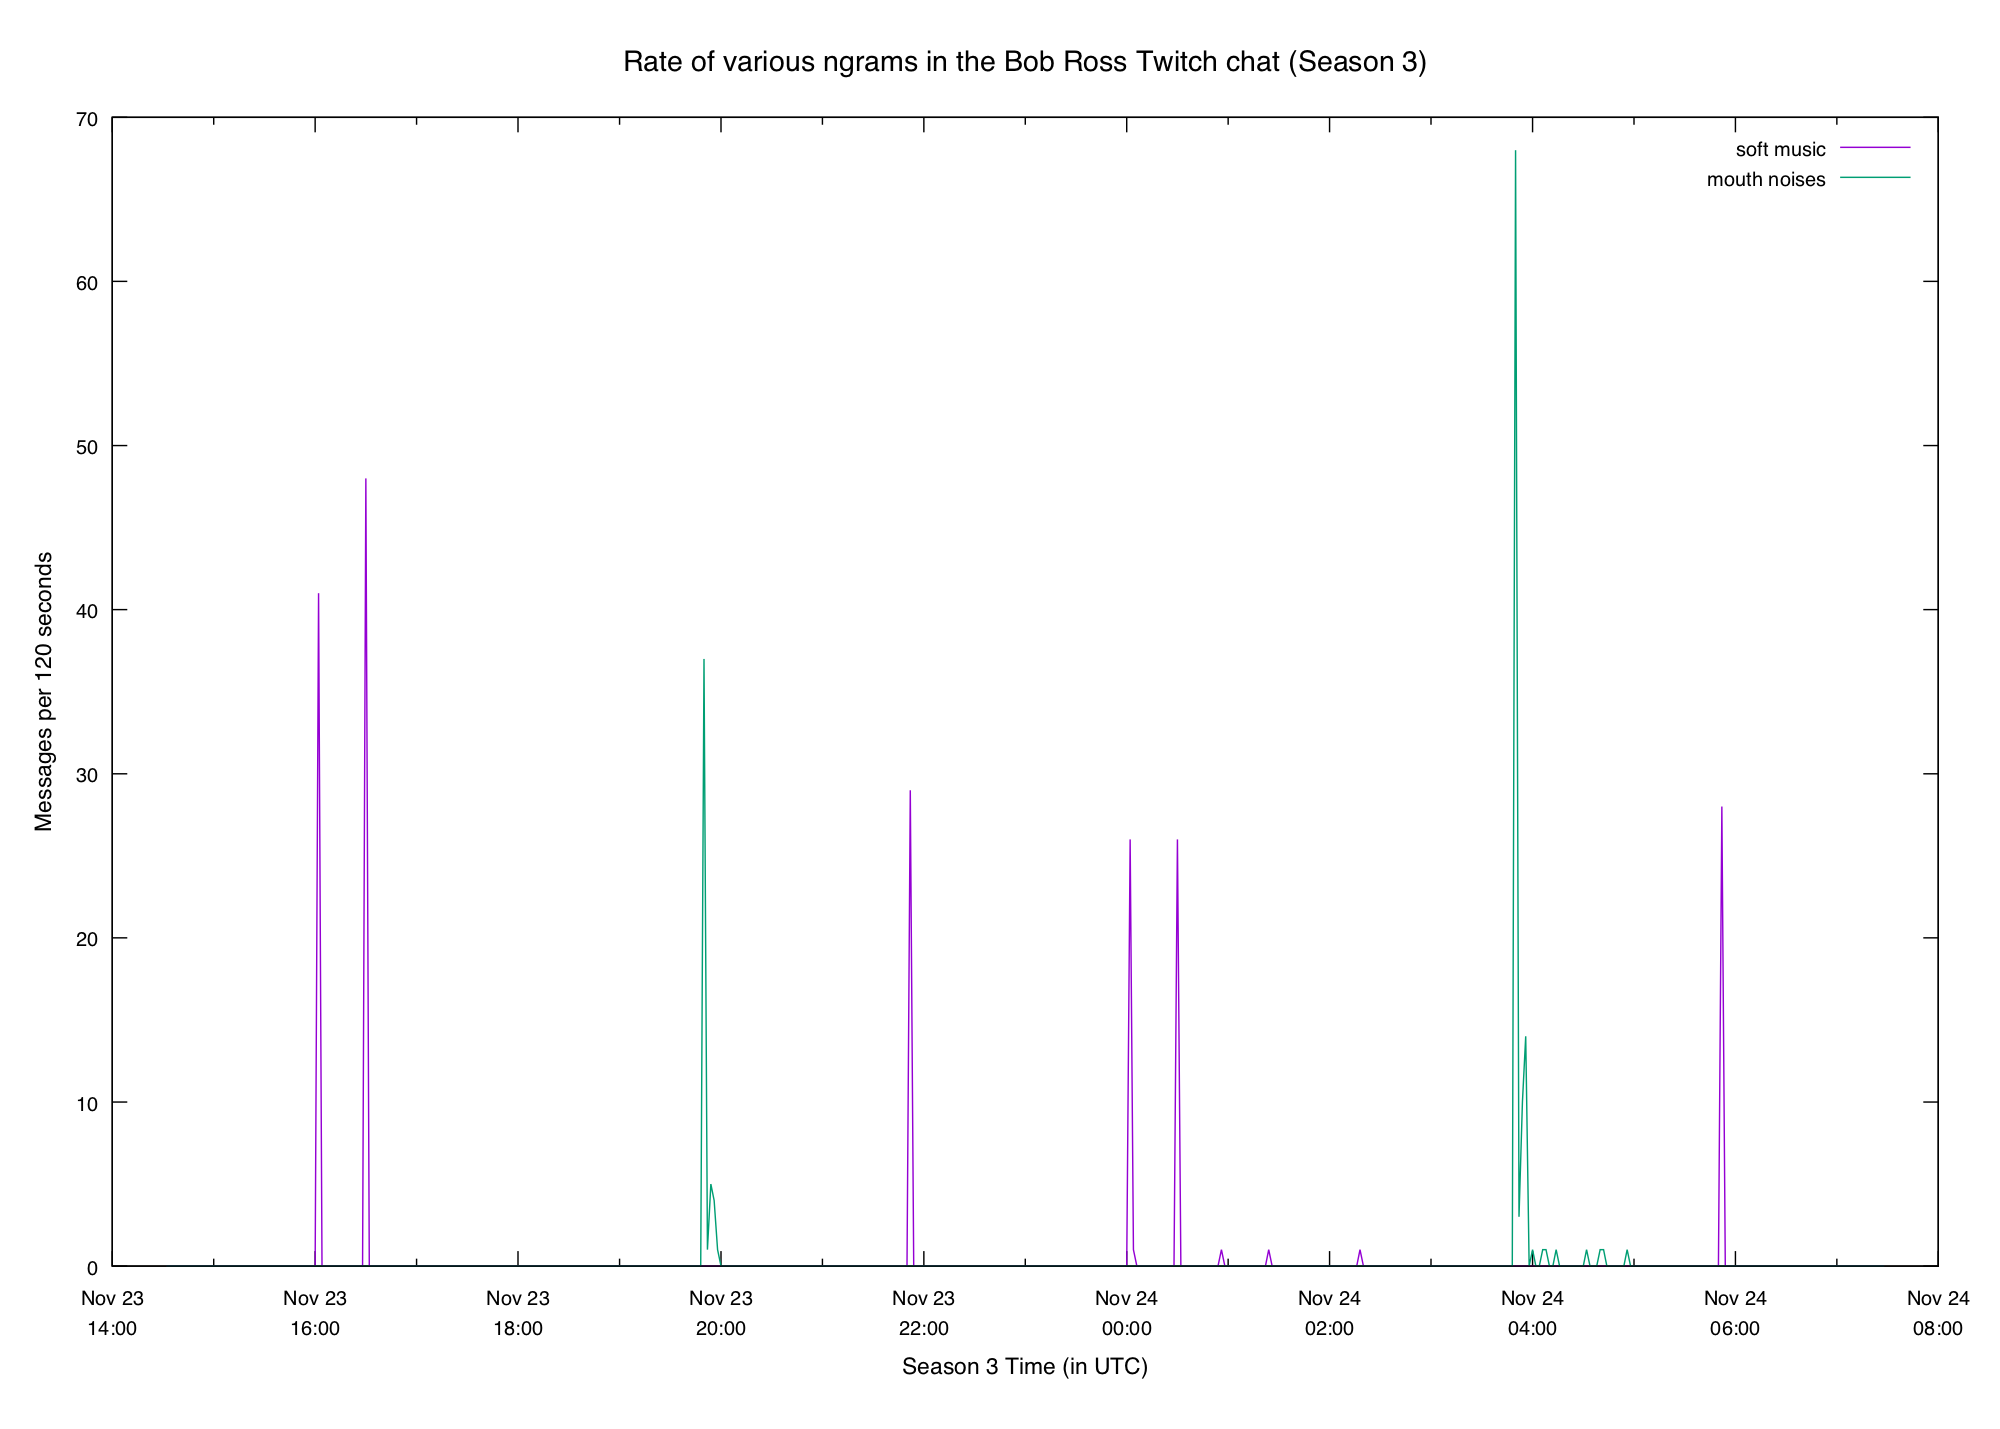 Rate of various ngrams in the Bob Ross Twitch chat (Season 3)
70
60
50
40
30
20
10
0
Messages per 120 seconds
soft music
mouth noises
Nov 23 Nov 23 Nov 23 Nov 23 Nov 23 Nov 24 Nov 24 Nov 24 Nov 24 Nov 24
14:00 16:00 18:00 20:00 22:00 00:00 02:00 04:00 06:00 08:00
Season 3 Time (in UTC)